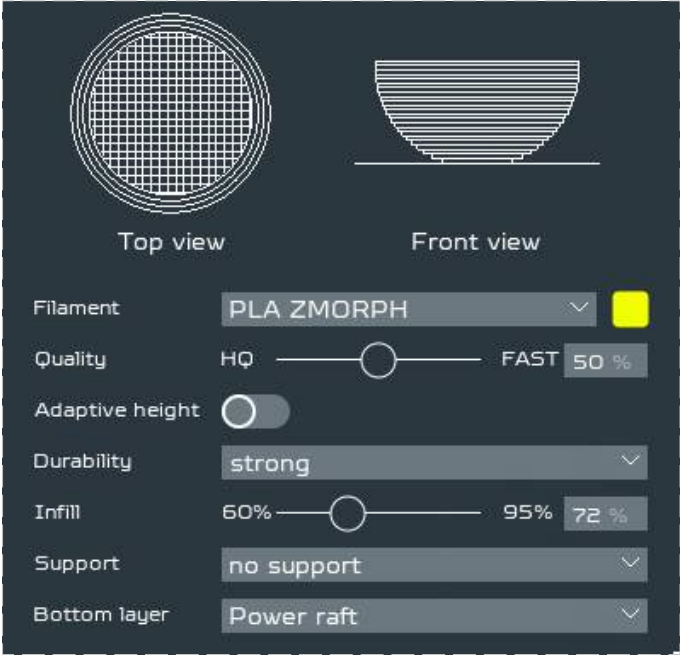 Top view Front view
Filament PLA ZMORPH
Quality HQ FAST 50 %
Adaptive height
Durability strong
Infill 60% 95% 72 %
Support no support
Bottom layer Power raft